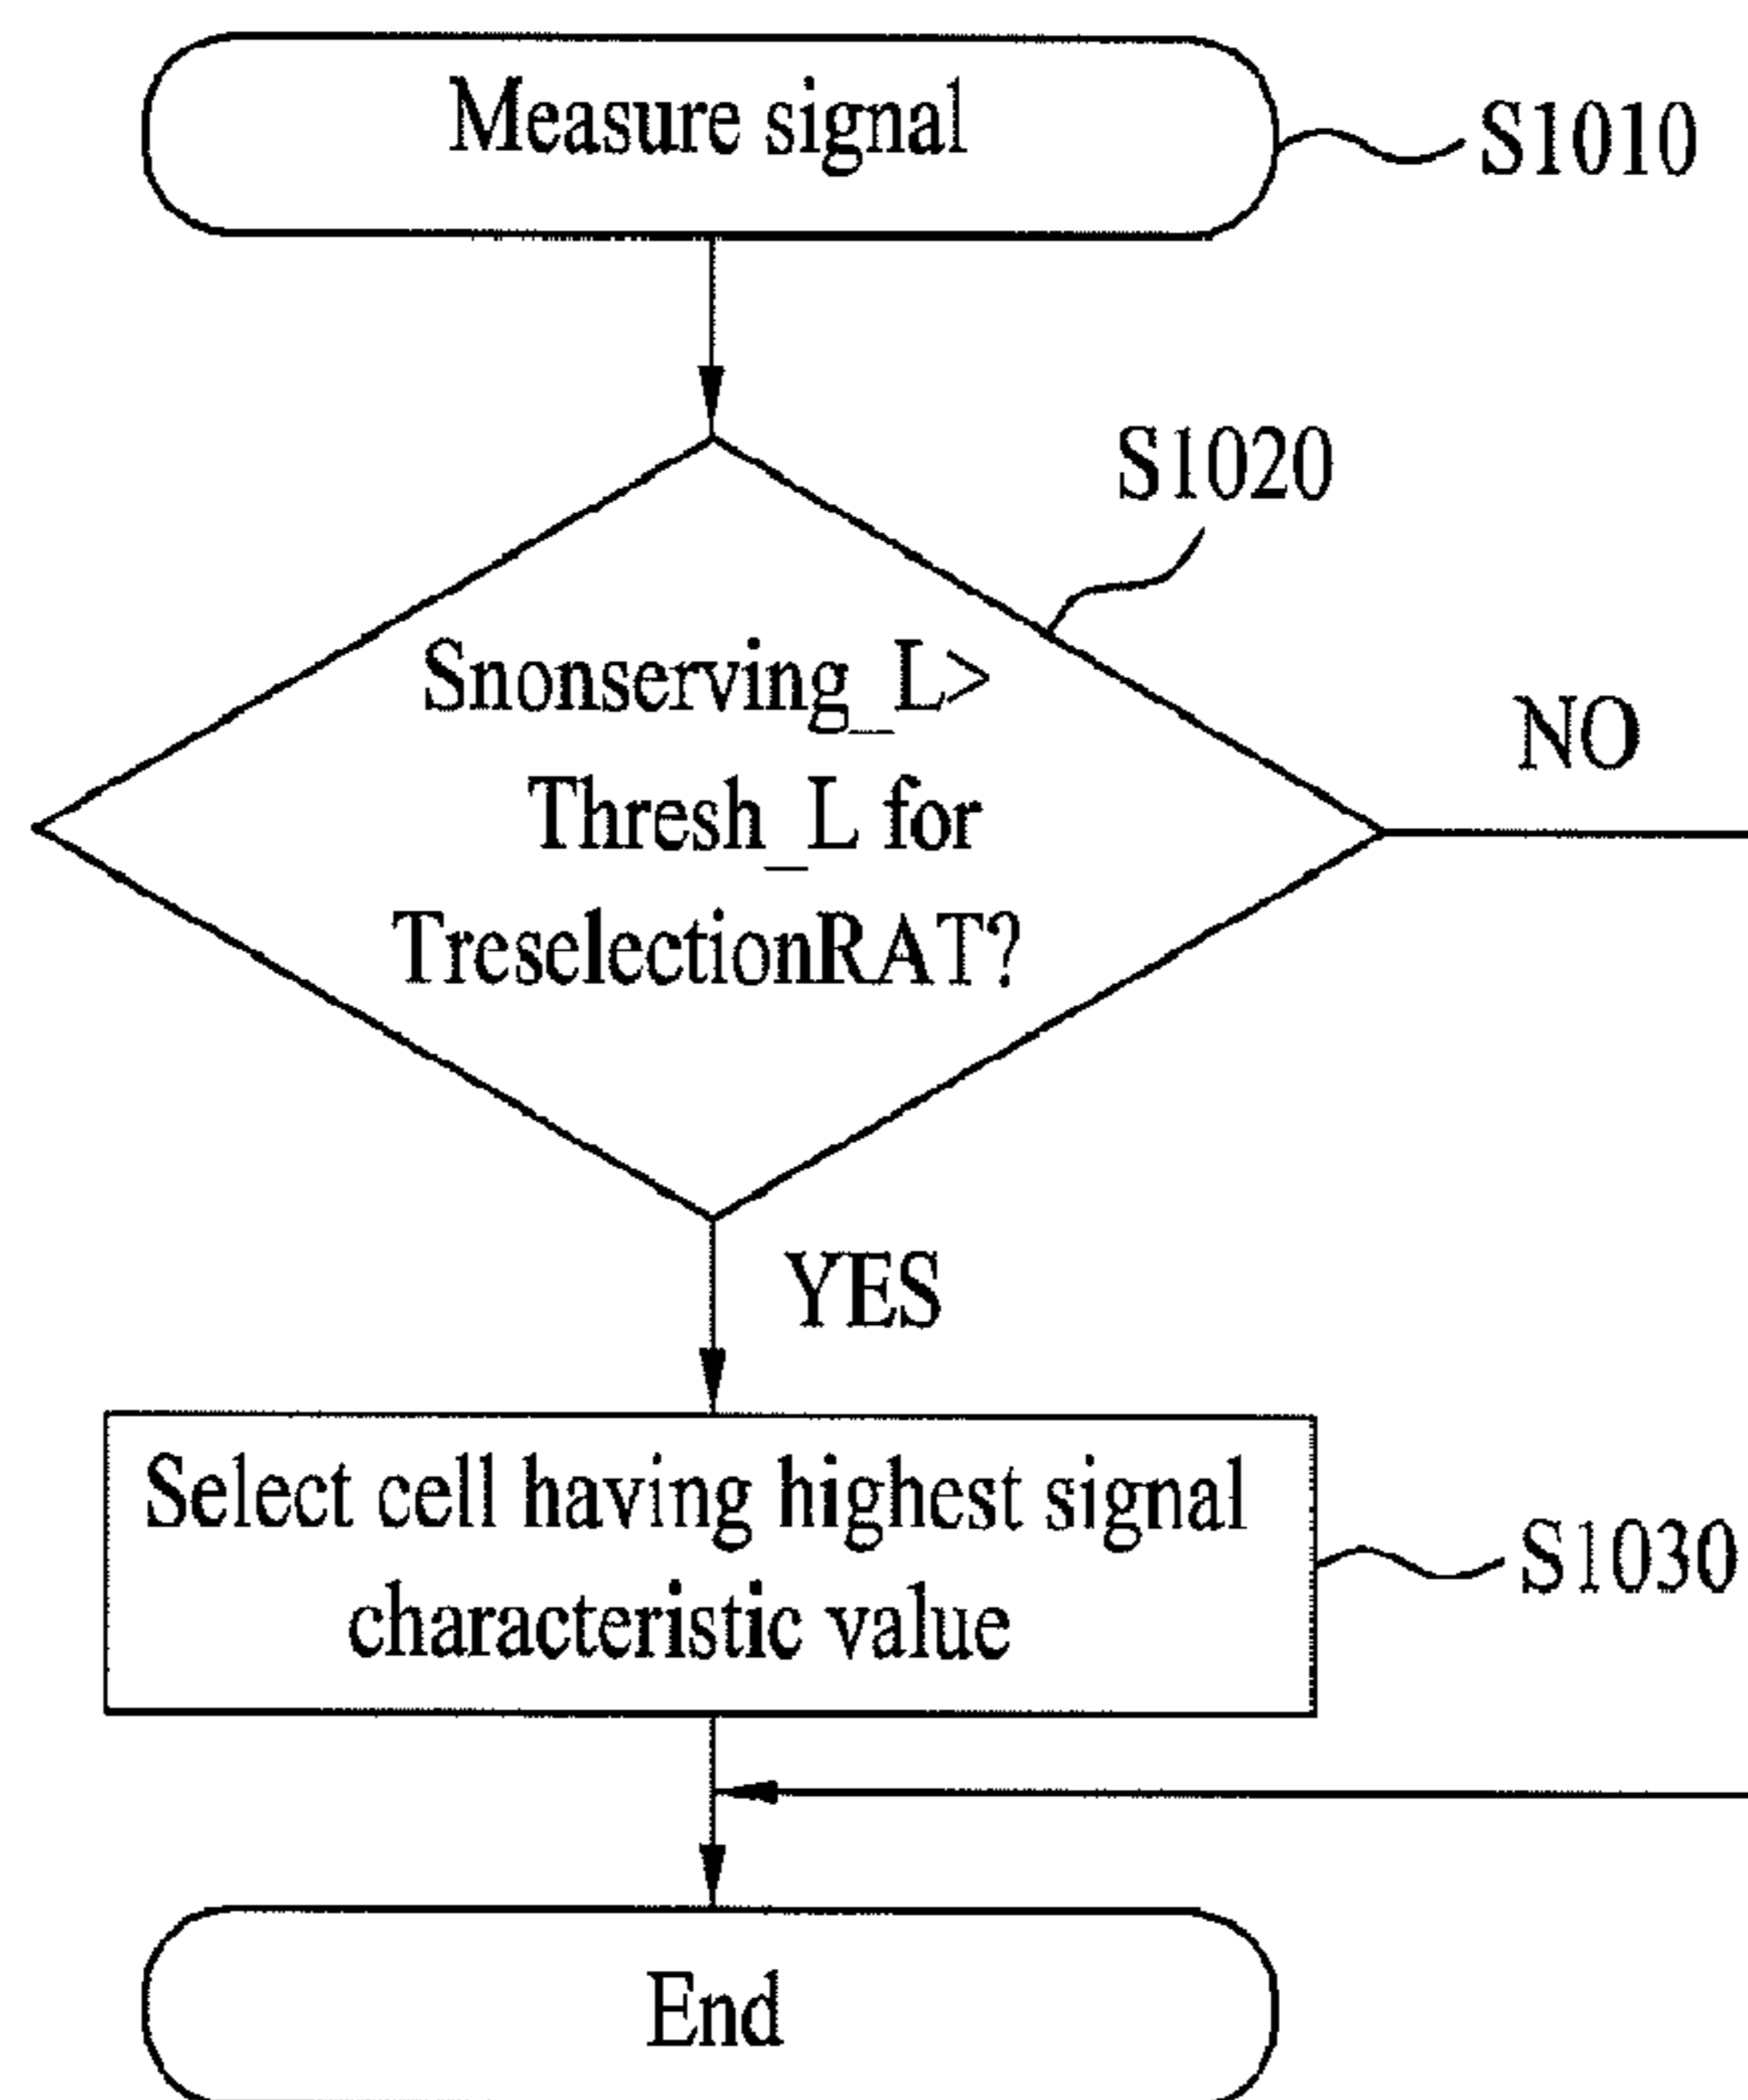 Measure signal
S1010
S1020
Snonserving_L>
Thresh_L for
TreselectionRAT?
NO
YES
Select cell having highest signal
characteristic value
S1030
End